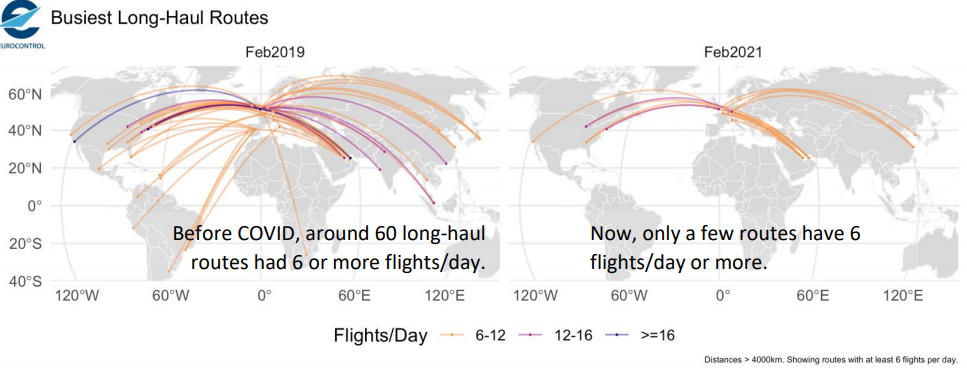 Busiest Long-Haul Routes
EUROCONTROL
Feb2019
Feb2021
60°N
40°N
20°N
0°
20°S
40°S
Before COVID, around 60 long-haul
routes had 6 or more flights/day.
Now, only a few routes have 6
flights/day or more.
120°W 60°W 0° 60°E 120°E
120°W 60°W 0° 60°E 120°E
Flights/Day 6-12 12-16 >=16
Distances > 4000km. Showing routes with at least 6 flights per day.